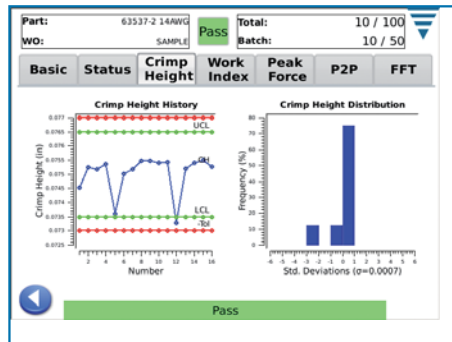 Part: 63537-2 14AWG
WO: SAMPLE
Pass
Total: 10 / 100
Batch: 10 / 50
Basic Status Crimp Height Work Index Peak Force P2P FFT
Crimp Height History
Crimp Height (in)
0.077
0.0765
0.076
0.0755
0.075
0.0745
0.074
0.0735
0.073
0.0725
UCL
CH
LCL
-Tol
2 4 6 8 10 12 14 16
Number
Crimp Height Distribution
Frequency (%)
80
70
60
50
40
30
20
10
0
-6 -5 -4 -3 -2 -1 0 1 2 3 4 5 6
Std. Deviations (σ=0.0007)
Pass